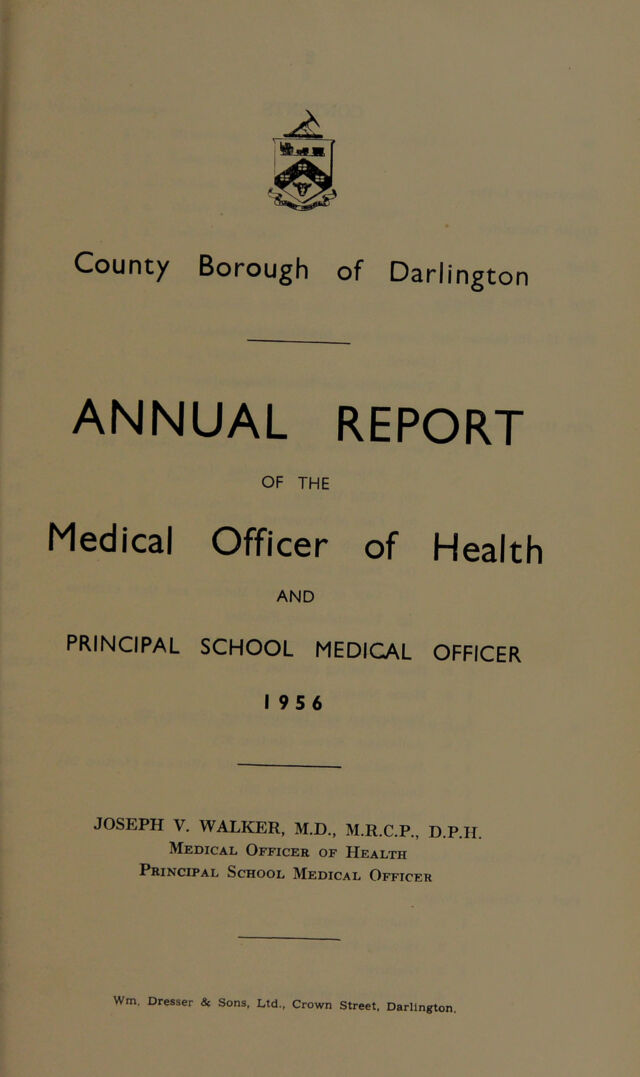 County Borough of Darlington
ANNUAL REPORT
OF THE
Medical Officer of Health
AND
PRINCIPAL SCHOOL MEDICAL OFFICER
1956
JOSEPH V. WALKER, M.D., M.R.C.P., D.P.H.
MEDICAL OFFICER OF HEALTH
PRINCIPAL SCHOOL MEDICAL OFFICER
Wm. Dresser & Sons, Ltd., Crown Street, Darlington.